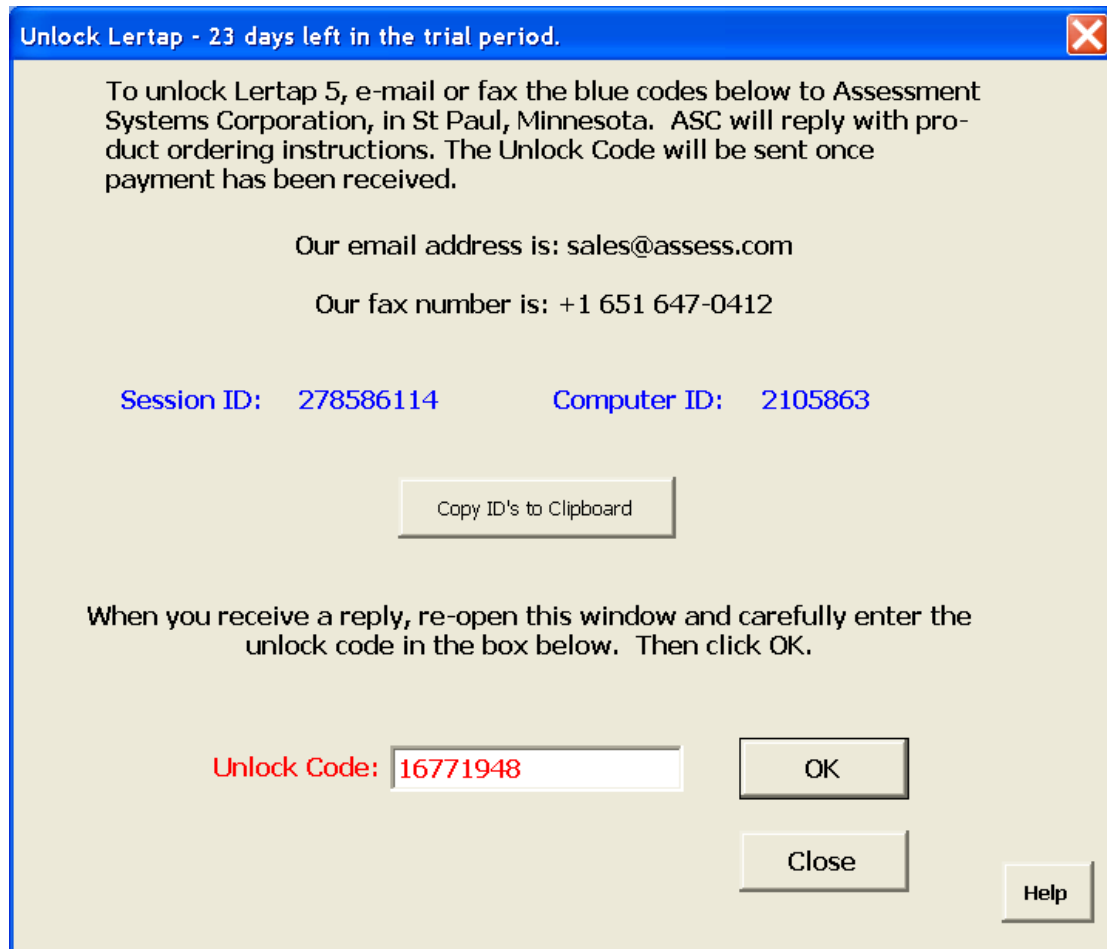 Unlock Lertap - 23 days left in the trial period.
To unlock Lertap 5, e-mail or fax the blue codes below to Assessment
Systems Corporation, in St Paul, Minnesota.  ASC will reply with pro-
duct ordering instructions. The Unlock Code will be sent once
payment has been received.
Our email address is: sales@assess.com
Our fax number is: +1 651 647-0412
Session ID: 278586114 Computer ID: 2105863
Copy ID's to Clipboard
When you receive a reply, re-open this window and carefully enter the
unlock code in the box below.  Then click OK.
Unlock Code: 16771948 OK
Close
Help